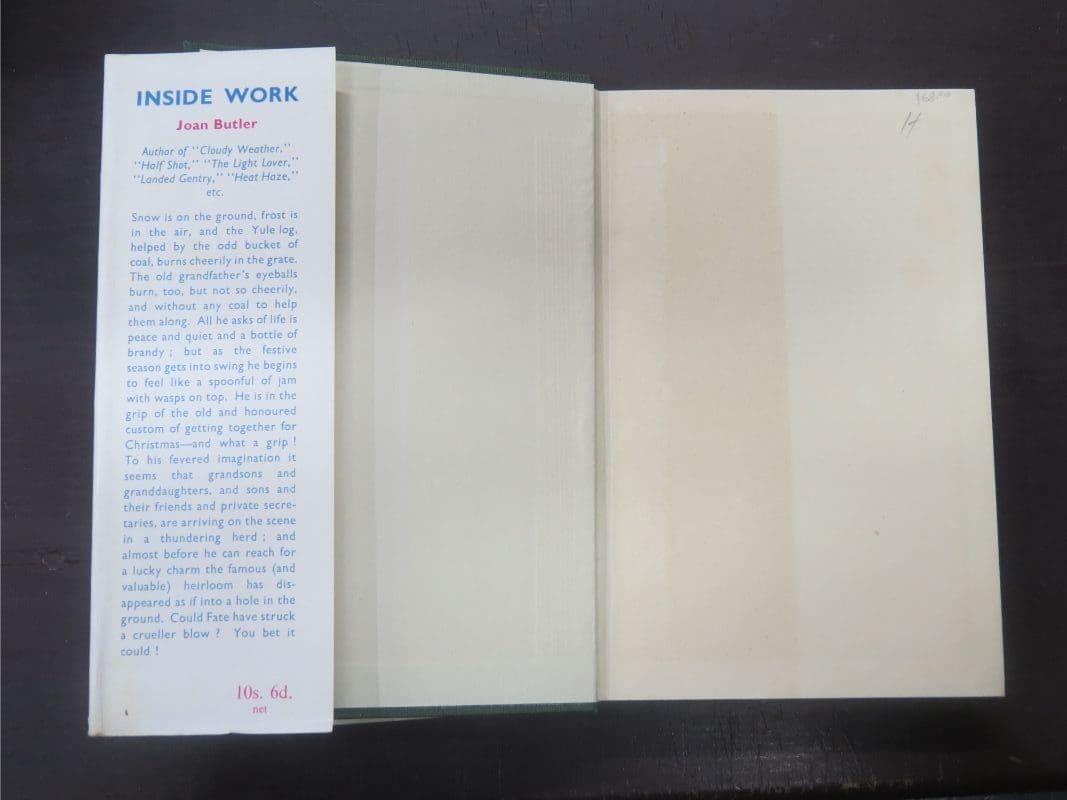 INSIDE WORK
Joan Butler
Author of "Cloudy Weather,"
"Half Shot," "The Light Lover,"
"Landed Gentry," "Heat Haze,"
etc.
Snow is on the ground, frost is
in the air, and the Yule log,
helped by the odd bucket of
coal, burns cheerily in the grate.
The old grandfather's eyeballs
burn, too, but not so cheerily,
and without any coal to help
them along. All he asks of life is
peace and quiet and a bottle of
brandy ; but as the festive
season gets into swing he begins
to feel like a spoonful of jam
with wasps on top. He is in the
grip of the old and honoured
custom of getting together for
Christmas—and what a grip !
To his fevered imagination it
seems that grandsons and
granddaughters, and sons and
their friends and private secre-
taries, are arriving on the scene
in a thundering herd ; and
almost before he can reach for
a lucky charm the famous (and
valuable) heirloom has dis-
appeared as if into a hole in the
ground. Could Fate have struck
a crueller blow ? You bet it
could !
10s. 6d.
net